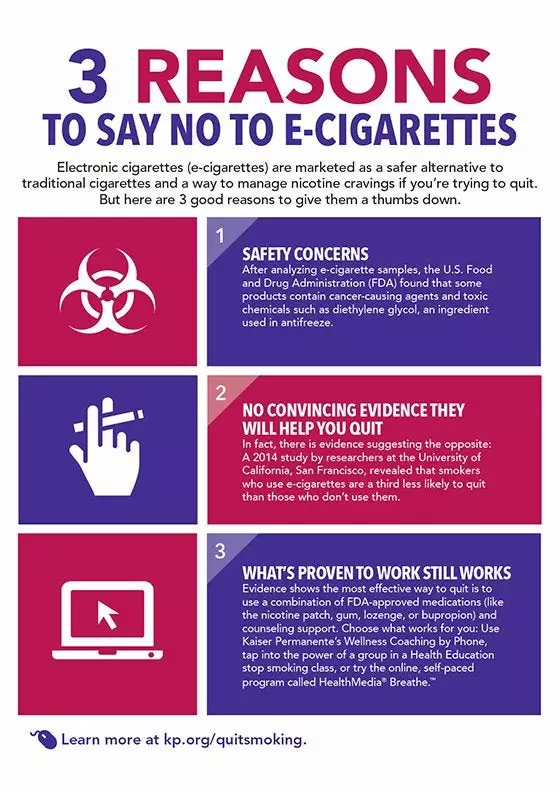 3 REASONS
TO SAY NO TO E-CIGARETTES
Electronic cigarettes (e-cigarettes) are marketed as a safer alternative to
traditional cigarettes and a way to manage nicotine cravings if you’re trying to quit.
But here are 3 good reasons to give them a thumbs down.
1
SAFETY CONCERNS
After analyzing e-cigarette samples, the U.S. Food
and Drug Administration (FDA) found that some
products contain cancer-causing agents and toxic
chemicals such as diethylene glycol, an ingredient
used in antifreeze.
2
NO CONVINCING EVIDENCE THEY
WILL HELP YOU QUIT
In fact, there is evidence suggesting the opposite:
A 2014 study by researchers at the University of
California, San Francisco, revealed that smokers
who use e-cigarettes are a third less likely to quit
than those who don’t use them.
3
WHAT’S PROVEN TO WORK STILL WORKS
Evidence shows the most effective way to quit is to
use a combination of FDA-approved medications (like
the nicotine patch, gum, lozenge, or bupropion) and
counseling support. Choose what works for you: Use
Kaiser Permanente’s Wellness Coaching by Phone,
tap into the power of a group in a Health Education
stop smoking class, or try the online, self-paced
program called HealthMedia® Breathe.™
Learn more at kp.org/quitsmoking.